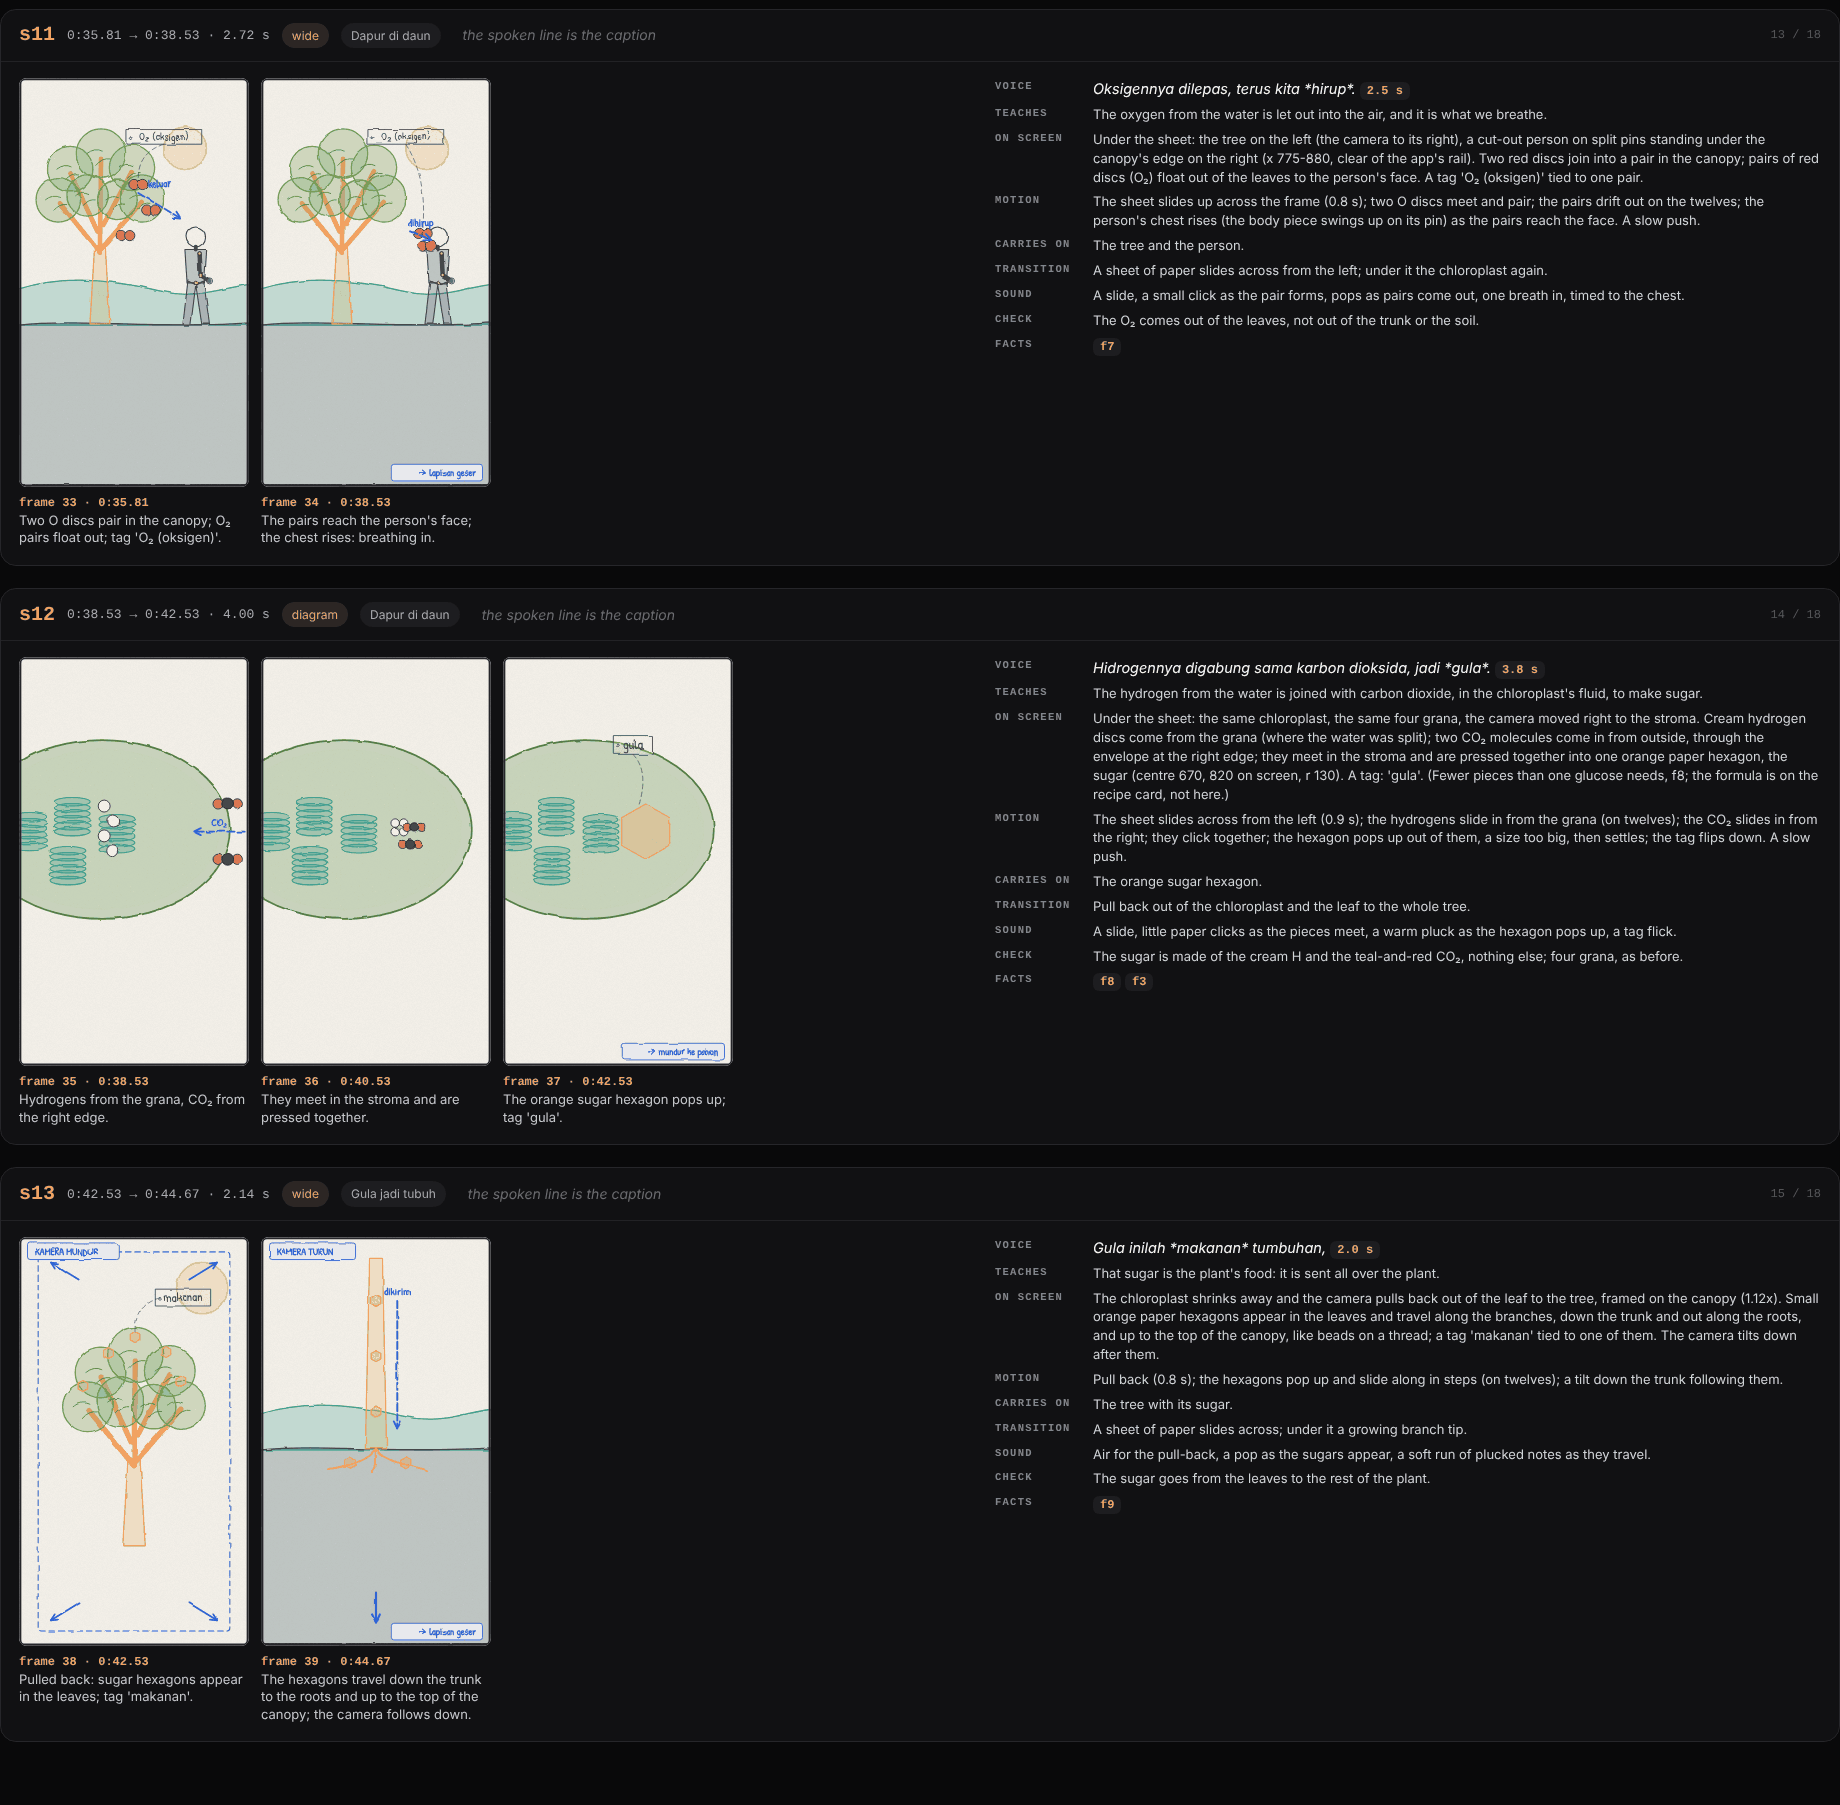 s11 0:35.81 → 0:38.53 · 2.72 s wide Dapur di daun the spoken line is the caption 13 / 18
O₂ (oksigen)
keluar
O₂ (oksigen)
dihirup
→ lapisan geser
frame 33 · 0:35.81
Two O discs pair in the canopy; O₂
pairs float out; tag 'O₂ (oksigen)'.
frame 34 · 0:38.53
The pairs reach the person's face;
the chest rises: breathing in.
VOICE Oksigennya dilepas, terus kita *hirup*. 2.5 s
TEACHES The oxygen from the water is let out into the air, and it is what we breathe.
ON SCREEN Under the sheet: the tree on the left (the camera to its right), a cut-out person on split pins standing under the
canopy's edge on the right (x 775-880, clear of the app's rail). Two red discs join into a pair in the canopy; pairs of red
discs (O₂) float out of the leaves to the person's face. A tag 'O₂ (oksigen)' tied to one pair.
MOTION The sheet slides up across the frame (0.8 s); two O discs meet and pair; the pairs drift out on the twelves; the
person's chest rises (the body piece swings up on its pin) as the pairs reach the face. A slow push.
CARRIES ON The tree and the person.
TRANSITION A sheet of paper slides across from the left; under it the chloroplast again.
SOUND A slide, a small click as the pair forms, pops as pairs come out, one breath in, timed to the chest.
CHECK The O₂ comes out of the leaves, not out of the trunk or the soil.
FACTS f7
s12 0:38.53 → 0:42.53 · 4.00 s diagram Dapur di daun the spoken line is the caption 14 / 18
CO₂
gula
→ mundur ke pohon
frame 35 · 0:38.53
Hydrogens from the grana, CO₂ from
the right edge.
frame 36 · 0:40.53
They meet in the stroma and are
pressed together.
frame 37 · 0:42.53
The orange sugar hexagon pops up;
tag 'gula'.
VOICE Hidrogennya digabung sama karbon dioksida, jadi *gula*. 3.8 s
TEACHES The hydrogen from the water is joined with carbon dioxide, in the chloroplast's fluid, to make sugar.
ON SCREEN Under the sheet: the same chloroplast, the same four grana, the camera moved right to the stroma. Cream hydrogen
discs come from the grana (where the water was split); two CO₂ molecules come in from outside, through the
envelope at the right edge; they meet in the stroma and are pressed together into one orange paper hexagon, the
sugar (centre 670, 820 on screen, r 130). A tag: 'gula'. (Fewer pieces than one glucose needs, f8; the formula is on the
recipe card, not here.)
MOTION The sheet slides across from the left (0.9 s); the hydrogens slide in from the grana (on twelves); the CO₂ slides in from
the right; they click together; the hexagon pops up out of them, a size too big, then settles; the tag flips down. A slow
push.
CARRIES ON The orange sugar hexagon.
TRANSITION Pull back out of the chloroplast and the leaf to the whole tree.
SOUND A slide, little paper clicks as the pieces meet, a warm pluck as the hexagon pops up, a tag flick.
CHECK The sugar is made of the cream H and the teal-and-red CO₂, nothing else; four grana, as before.
FACTS f8 f3
s13 0:42.53 → 0:44.67 · 2.14 s wide Gula jadi tubuh the spoken line is the caption 15 / 18
KAMERA MUNDUR
makanan
KAMERA TURUN
dikirim
→ lapisan geser
frame 38 · 0:42.53
Pulled back: sugar hexagons appear
in the leaves; tag 'makanan'.
frame 39 · 0:44.67
The hexagons travel down the trunk
to the roots and up to the top of the
canopy; the camera follows down.
VOICE Gula inilah *makanan* tumbuhan, 2.0 s
TEACHES That sugar is the plant's food: it is sent all over the plant.
ON SCREEN The chloroplast shrinks away and the camera pulls back out of the leaf to the tree, framed on the canopy (1.12x). Small
orange paper hexagons appear in the leaves and travel along the branches, down the trunk and out along the roots,
and up to the top of the canopy, like beads on a thread; a tag 'makanan' tied to one of them. The camera tilts down
after them.
MOTION Pull back (0.8 s); the hexagons pop up and slide along in steps (on twelves); a tilt down the trunk following them.
CARRIES ON The tree with its sugar.
TRANSITION A sheet of paper slides across; under it a growing branch tip.
SOUND Air for the pull-back, a pop as the sugars appear, a soft run of plucked notes as they travel.
CHECK The sugar goes from the leaves to the rest of the plant.
FACTS f9